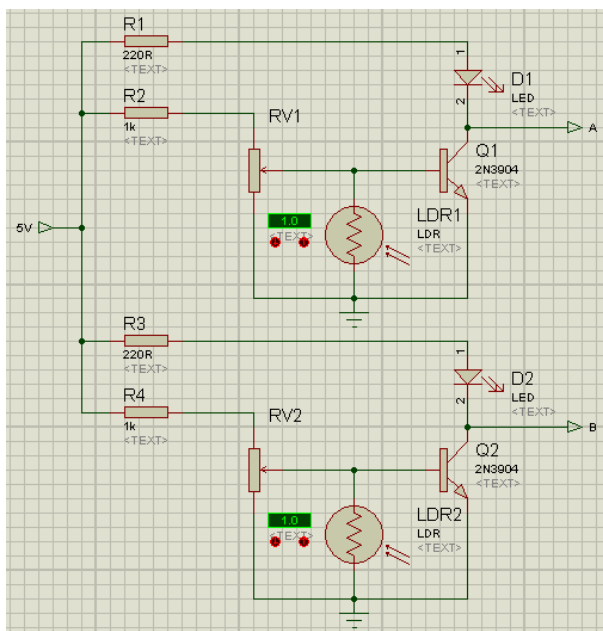 R1
220R
<TEXT>
R2
1k
<TEXT>
RV1
1
2
D1
LED
<TEXT>
A
Q1
2N3904
<TEXT>
5V
1.0
<TEXT>
LDR1
LDR
<TEXT>
R3
220R
<TEXT>
R4
1k
<TEXT>
RV2
1
2
D2
LED
<TEXT>
B
Q2
2N3904
<TEXT>
1.0
<TEXT>
LDR2
LDR
<TEXT>